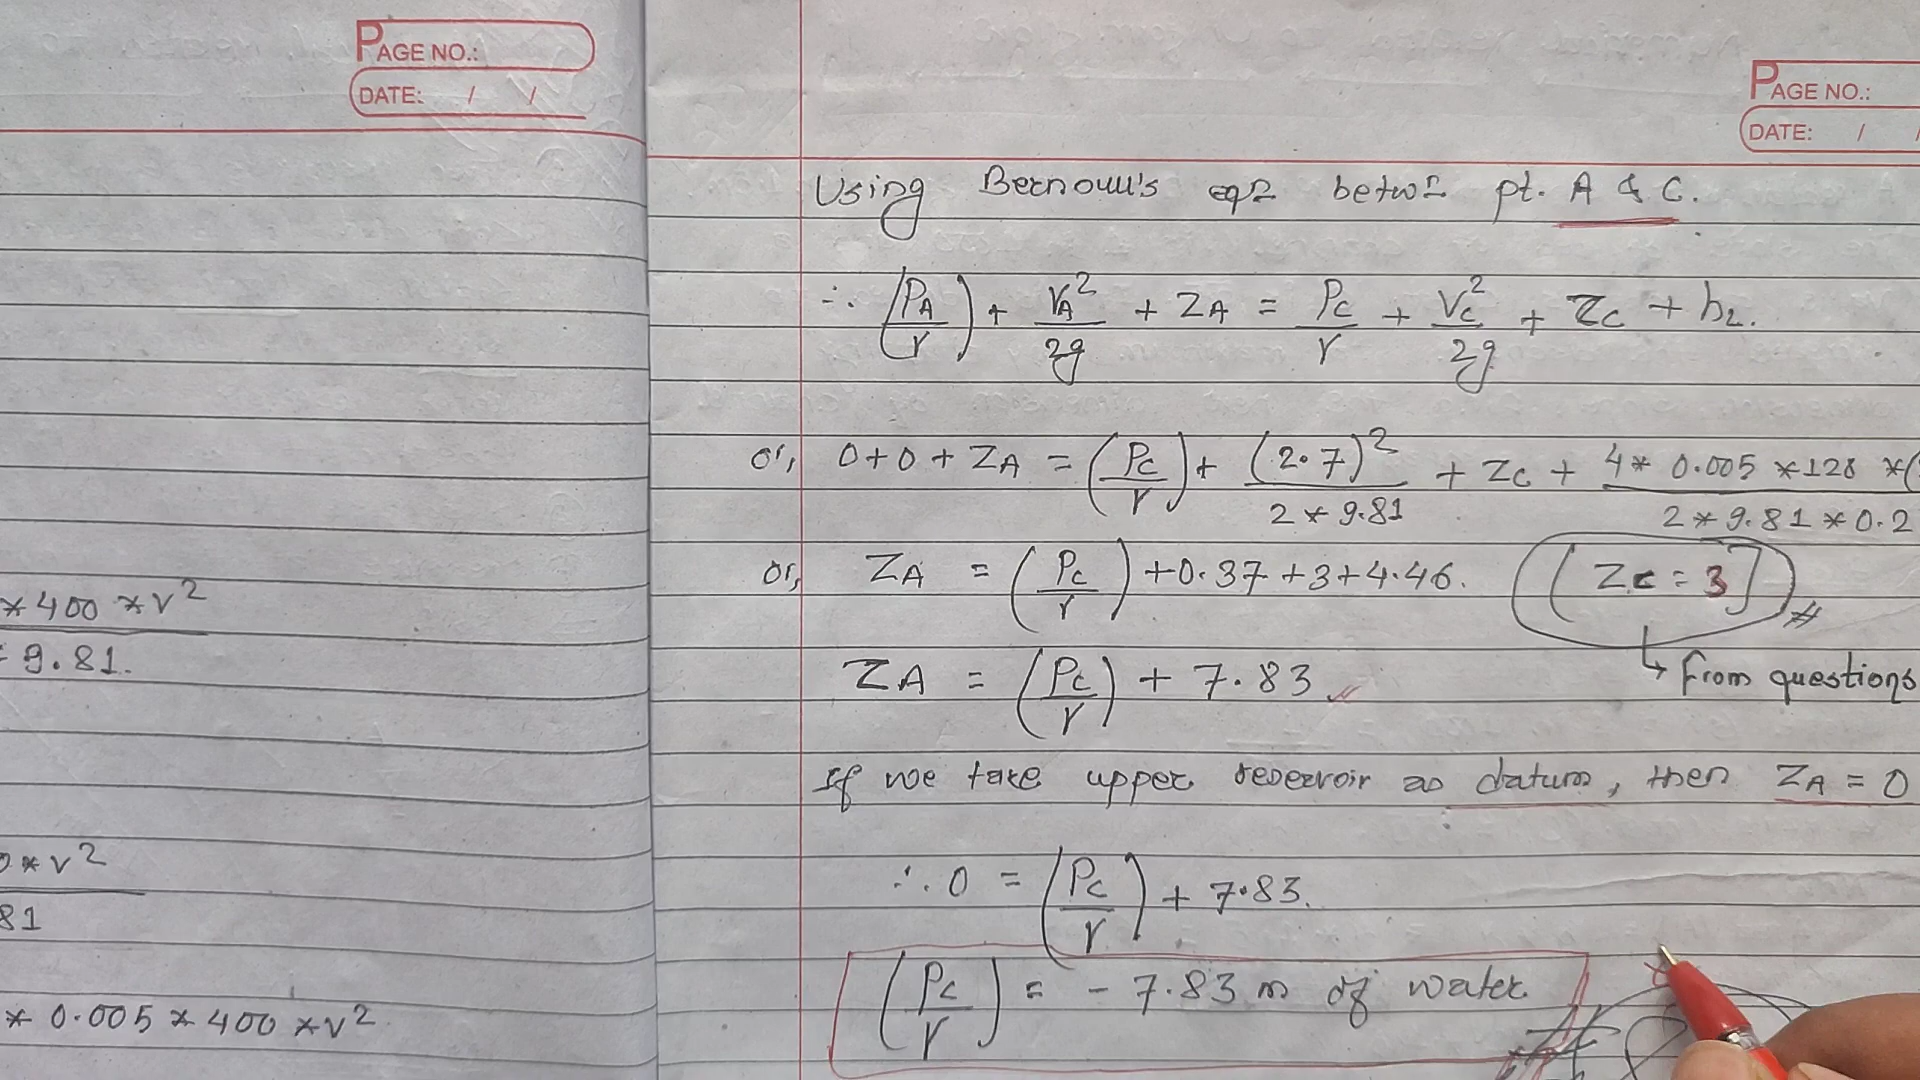 PAGE NO.:
DATE: / /
* 400 * v²
= 9.81.
* v²
81
* 0.005 * 400 * v²
PAGE NO.:
DATE: /
Using Bernoulli's eqn betwn pt. A & C.
∴ (PA/r) + VA²/2g + ZA = PC/r + VC²/2g + ZC + hL.
or, 0 + 0 + ZA = (PC/r) + (2.7)²/2 * 9.81 + ZC + 4 * 0.005 * 128 * (/2 * 9.81 * 0.2
or, ZA = (PC/r) + 0.37 + 3 + 4.46. [ZC = 3]
ZA = (PC/r) + 7.83 → from questions
If we take upper reservoir as datum, then ZA = 0
∴ 0 = (PC/r) + 7.83.
(PC/r) = - 7.83 m of water